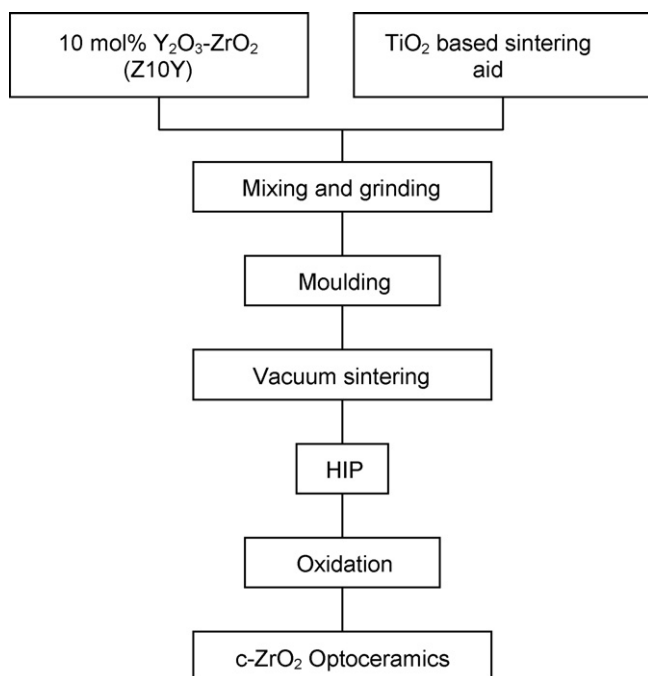 10 mol% Y₂O₃-ZrO₂
(Z10Y)
TiO₂ based sintering
aid
Mixing and grinding
Moulding
Vacuum sintering
HIP
Oxidation
c-ZrO₂ Optoceramics